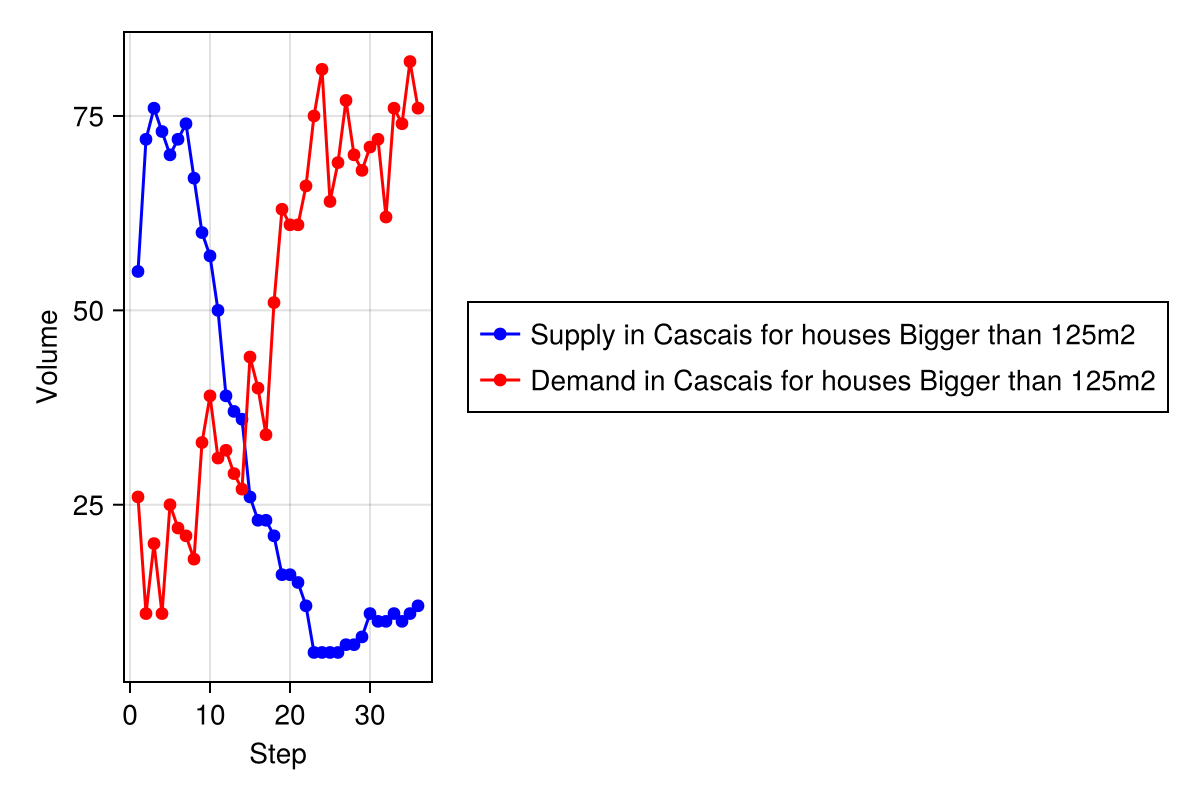 75
50
25
Volume
0 10 20 30
Step
Supply in Cascais for houses Bigger than 125m2
Demand in Cascais for houses Bigger than 125m2